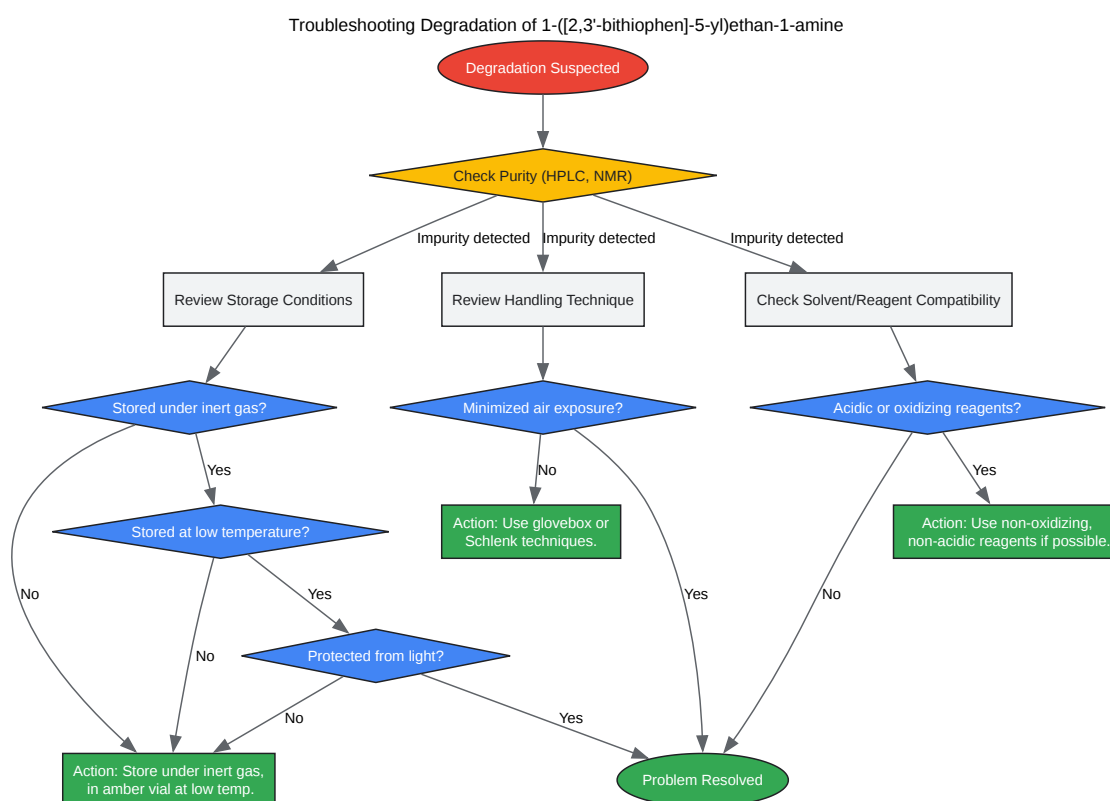 Troubleshooting Degradation of 1-([2,3'-bithiophen]-5-yl)ethan-1-amine
Degradation Suspected
Check Purity (HPLC, NMR)
Impurity detected
Impurity detected
Impurity detected
Review Storage Conditions
Review Handling Technique
Check Solvent/Reagent Compatibility
Stored under inert gas?
Minimized air exposure?
Acidic or oxidizing reagents?
Yes
No
Yes
Stored at low temperature?
Action: Use glovebox or
Schlenk techniques.
Action: Use non-oxidizing,
non-acidic reagents if possible.
No
Yes
Yes
No
No
Protected from light?
No
Yes
Action: Store under inert gas,
in amber vial at low temp.
Problem Resolved